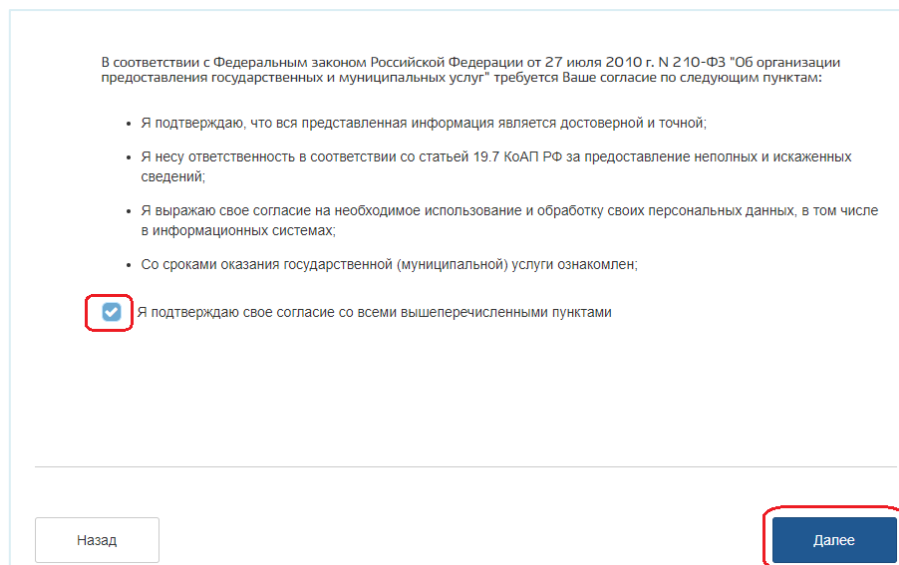 В соответствии с Федеральным законом Российской Федерации от 27 июля 2010 г. N 210-ФЗ "Об организации
предоставления государственных и муниципальных услуг" требуется Ваше согласие по следующим пунктам:
• Я подтверждаю, что вся представленная информация является достоверной и точной;
• Я несу ответственность в соответствии со статьей 19.7 КоАП РФ за предоставление неполных и искаженных
сведений;
• Я выражаю свое согласие на необходимое использование и обработку своих персональных данных, в том числе
в информационных системах;
• Со сроками оказания государственной (муниципальной) услуги ознакомлен;
Я подтверждаю свое согласие со всеми вышеперечисленными пунктами
Назад
Далее